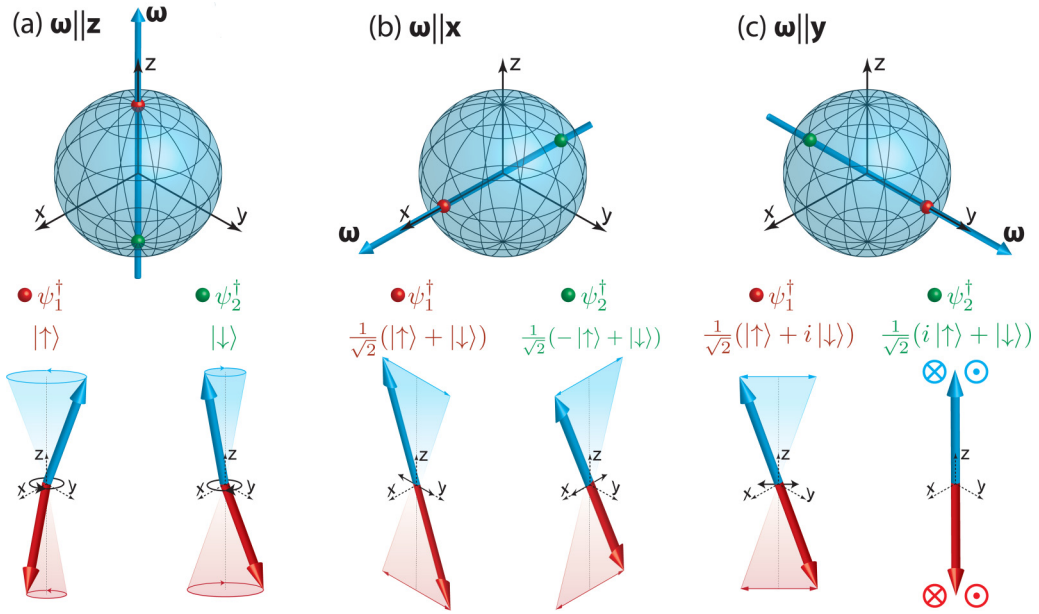 (a) ω||z
(b) ω||x
(c) ω||y
ω
z
x
y
z
x
ω
z
y
ω
ψ₁†
ψ₂†
ψ₁†
ψ₂†
ψ₁†
ψ₂†
|↑⟩
|↓⟩
1/√2(|↑⟩ + |↓⟩)
1/√2(−|↑⟩ + |↓⟩)
1/√2(|↑⟩ + i|↓⟩)
1/√2(i|↑⟩ + |↓⟩)
z
x
y
z
x
y
z
x
y
z
x
y
z
x
y
z
x
y